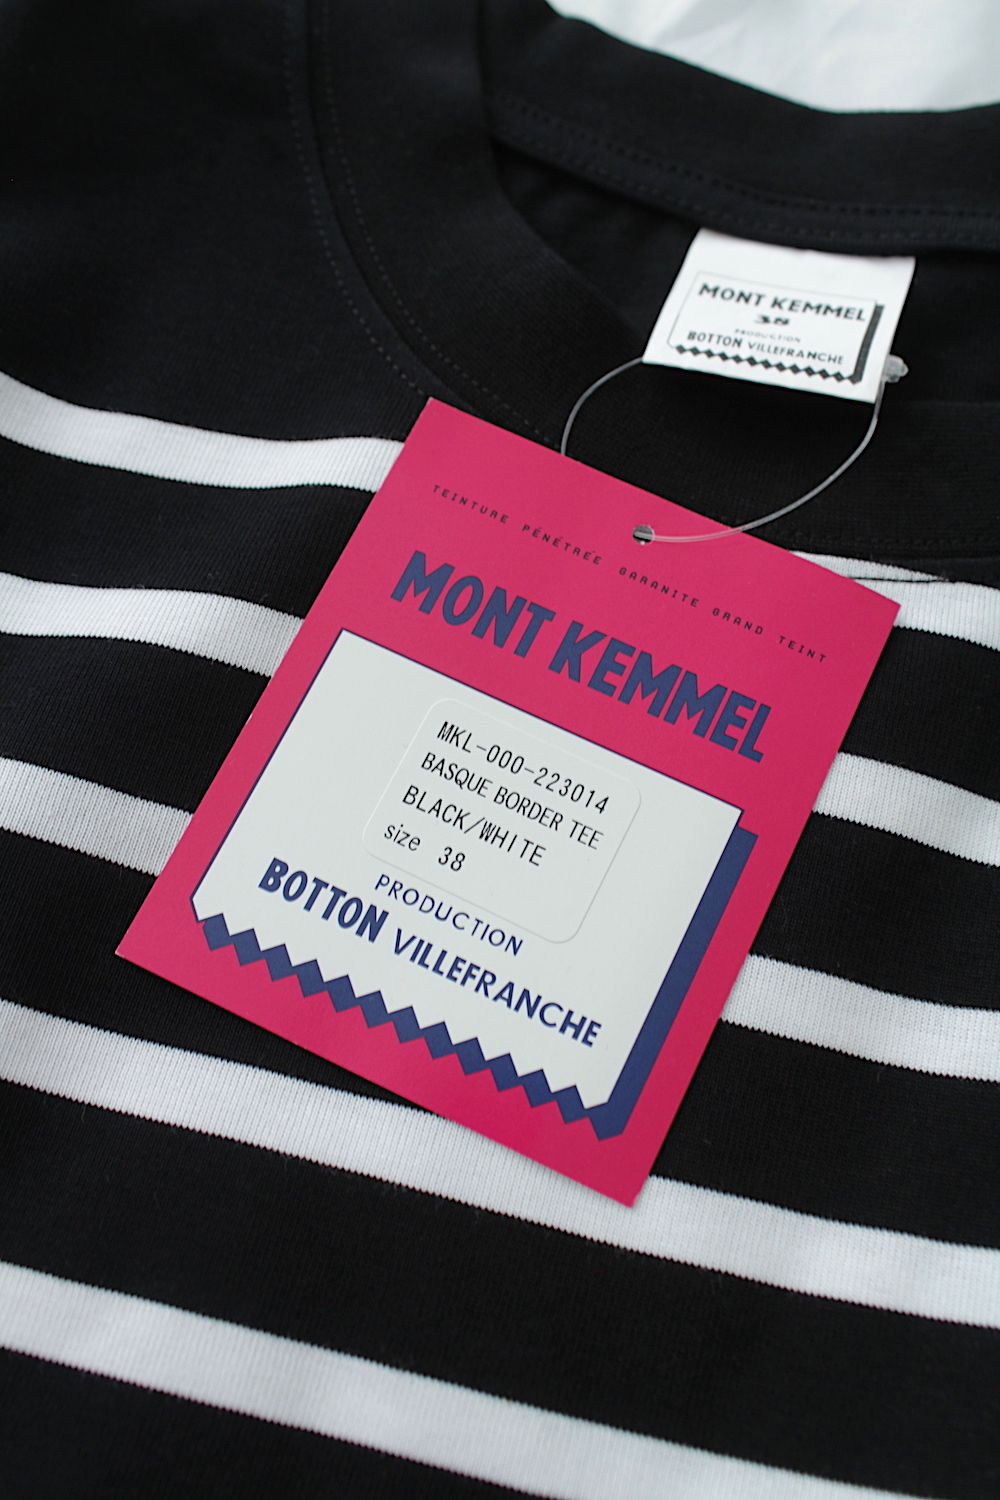 MONT KEMMEL
38
PRODUCTION
BOTTON VILLEFRANCHE
TEINTURE PÉNÉTRÉE GARANITE GRAND TEINT
MONT KEMMEL
MKL-000-223014
BASQUE BORDER TEE
BLACK/WHITE
size 38
PRODUCTION
BOTTON VILLEFRANCHE